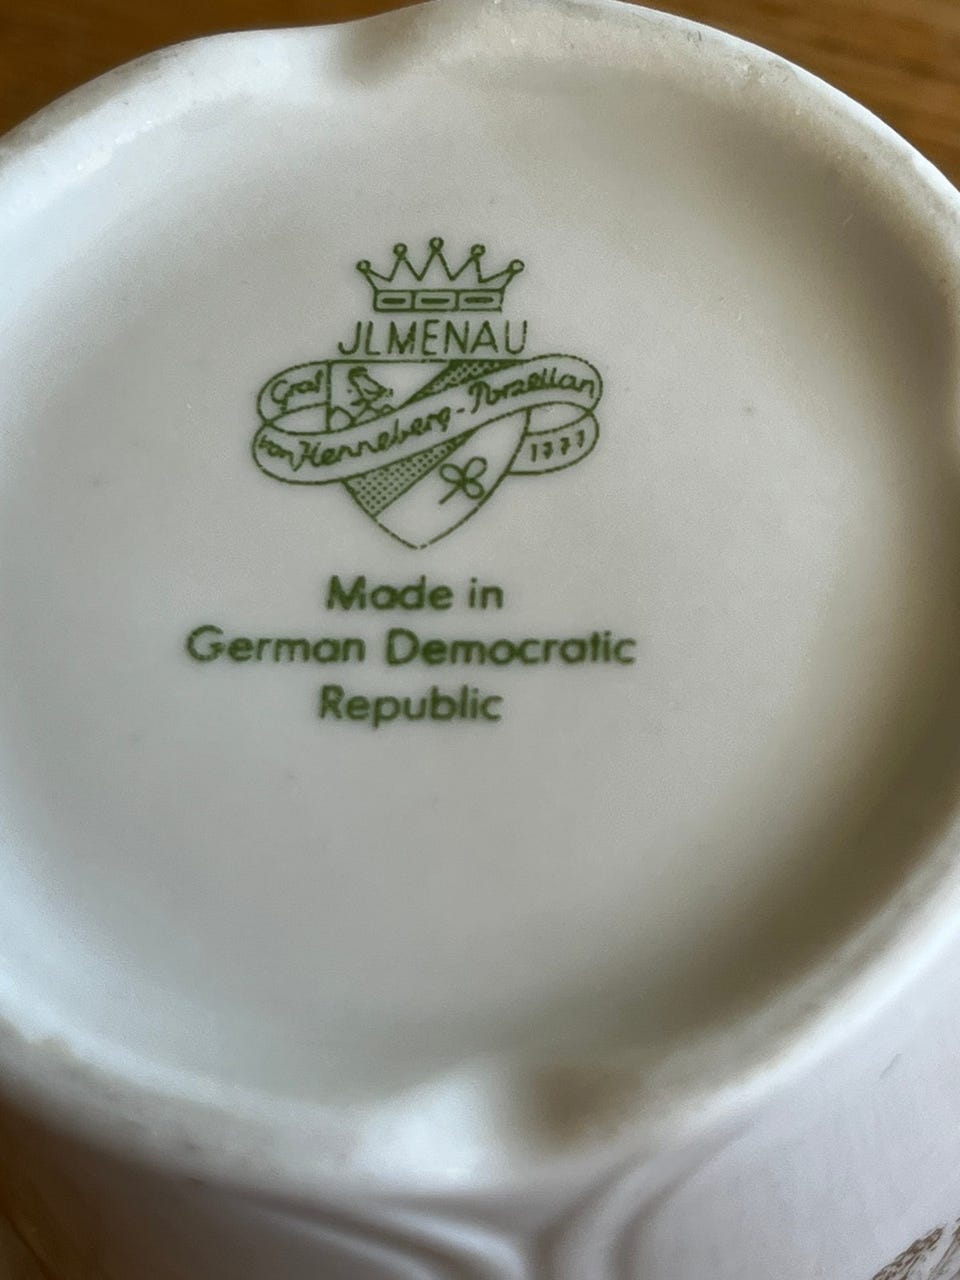 JLMENAU
Graf
von Henneberg - Porzellan
1777
Made in
German Democratic
Republic